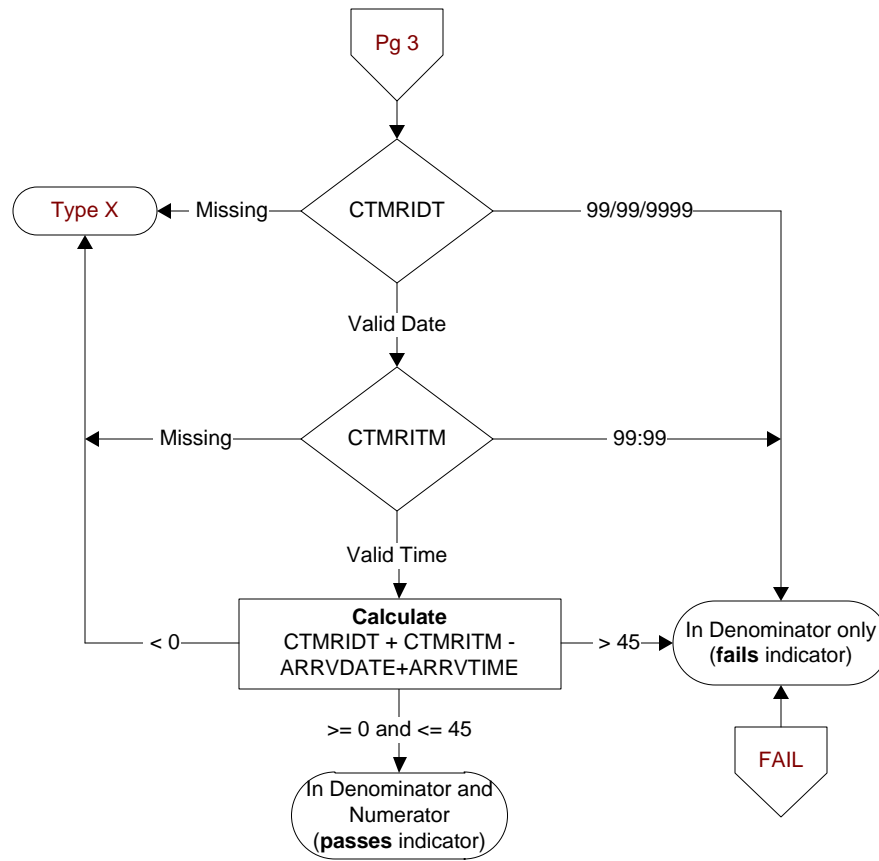 Pg 3
Type X
Missing
CTMRIDT
99/99/9999
Valid Date
Missing
CTMRITM
99:99
Valid Time
< 0
Calculate
CTMRIDT + CTMRITM -
ARRVDATE+ARRVTIME
> 45
In Denominator only
(fails indicator)
>= 0 and <= 45
FAIL
In Denominator and
Numerator
(passes indicator)